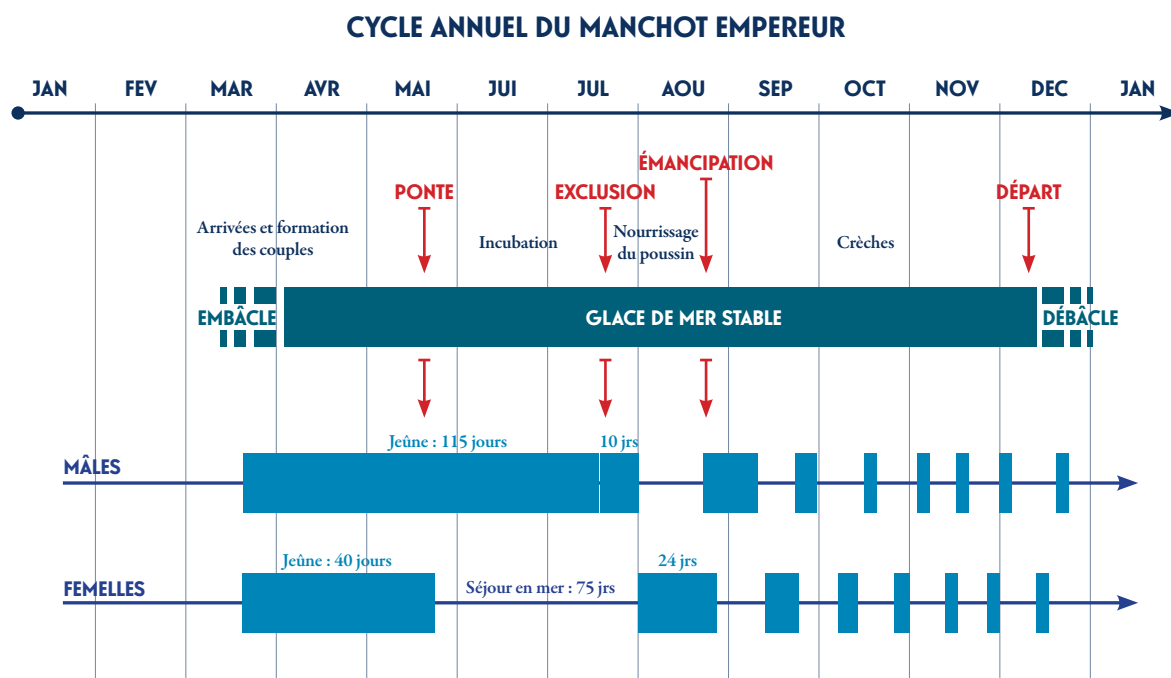 CYCLE ANNUEL DU MANCHOT EMPEREUR
JAN FEV MAR AVR MAI JUI JUL AOU SEP OCT NOV DEC JAN
ÉMANCIPATION
PONTE EXCLUSION DÉPART
Arrivées et formation
des couples
Incubation
Nourrissage
du poussin
Crèches
EMBÂCLE GLACE DE MER STABLE DÉBÂCLE
Jeûne : 115 jours 10 jrs
MÂLES
Jeûne : 40 jours 24 jrs
FEMELLES Séjour en mer : 75 jrs